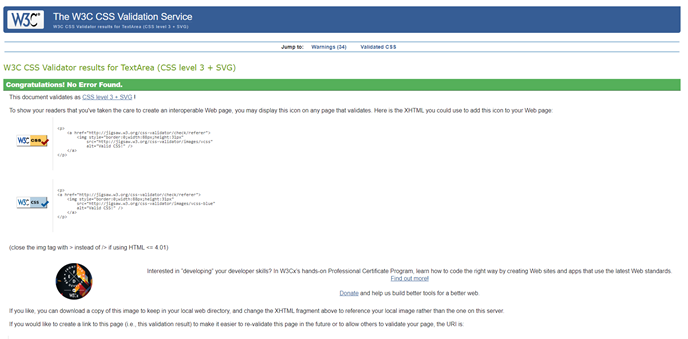 W3C The W3C CSS Validation Service
W3C CSS Validator results for TextArea (CSS level 3 + SVG)
Jump to: Warnings (34) Validated CSS
W3C CSS Validator results for TextArea (CSS level 3 + SVG)
Congratulations! No Error Found.
This document validates as CSS level 3 + SVG !
To show your readers that you've taken the care to create an interoperable Web page, you may display this icon on any page that validates. Here is the XHTML you could use to add this icon to your Web page:
<p>
<a href="http://jigsaw.w3.org/css-validator/check/referer">
<img style="border:0;width:88px;height:31px"
src="http://jigsaw.w3.org/css-validator/images/vcss"
alt="Valid CSS!" />
</a>
</p>
W3C css
<p>
<a href="http://jigsaw.w3.org/css-validator/check/referer">
<img style="border:0;width:88px;height:31px"
src="http://jigsaw.w3.org/css-validator/images/vcss-blue"
alt="Valid CSS!" />
</a>
</p>
W3C css
(close the img tag with > instead of /> if using HTML <= 4.01)
Interested in "developing" your developer skills? In W3Cx's hands-on Professional Certificate Program, learn how to code the right way by creating Web sites and apps that use the latest Web standards.
Find out more!
Donate and help us build better tools for a better web.
If you like, you can download a copy of this image to keep in your local web directory, and change the XHTML fragment above to reference your local image rather than the one on this server.
If you would like to create a link to this page (i.e., this validation result) to make it easier to re-validate this page in the future or to allow others to validate your page, the URI is: